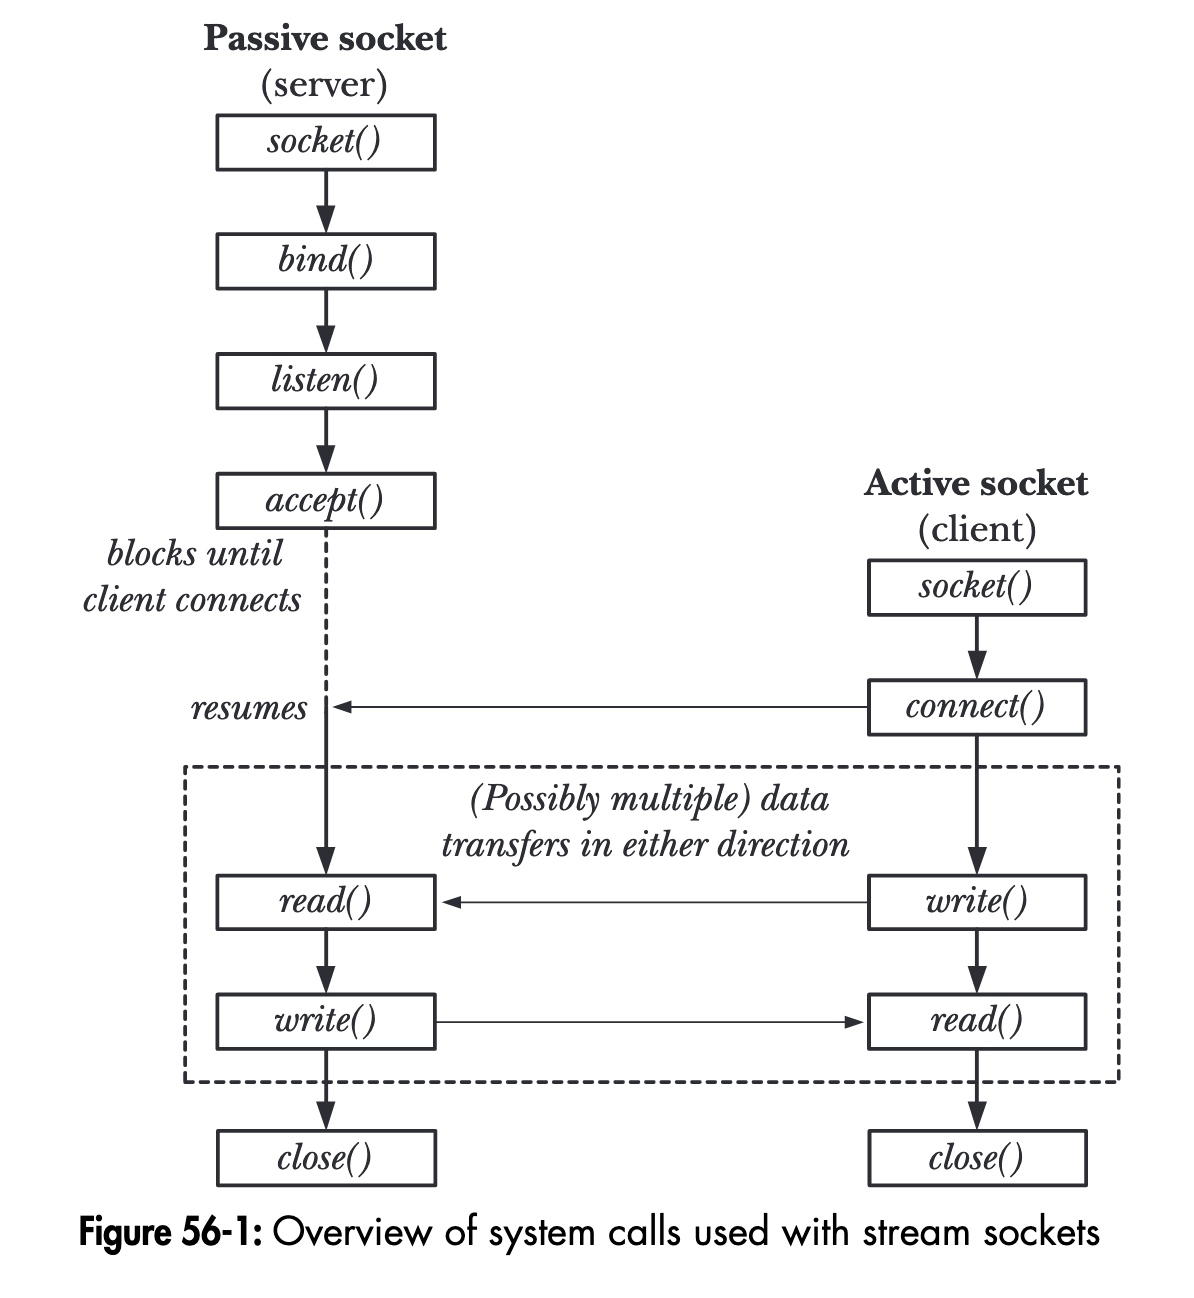 Passive socket
(server)
socket()
bind()
listen()
accept()
blocks until
client connects
resumes
Active socket
(client)
socket()
connect()
(Possibly multiple) data
transfers in either direction
read()
write()
write()
read()
close()
close()
Figure 56-1: Overview of system calls used with stream sockets